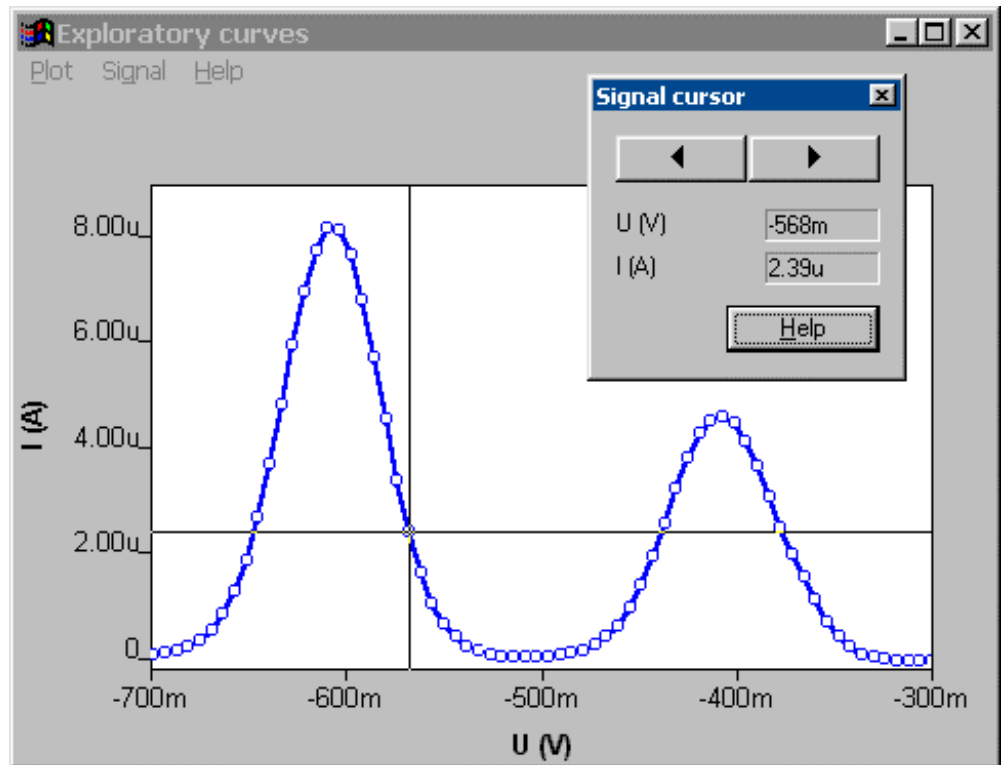 Exploratory curves
Plot Signal Help
Signal cursor
U (V) -568m
I (A) 2.39u
Help
I (A)
8.00u
6.00u
4.00u
2.00u
0
-700m -600m -500m -400m -300m
U (V)